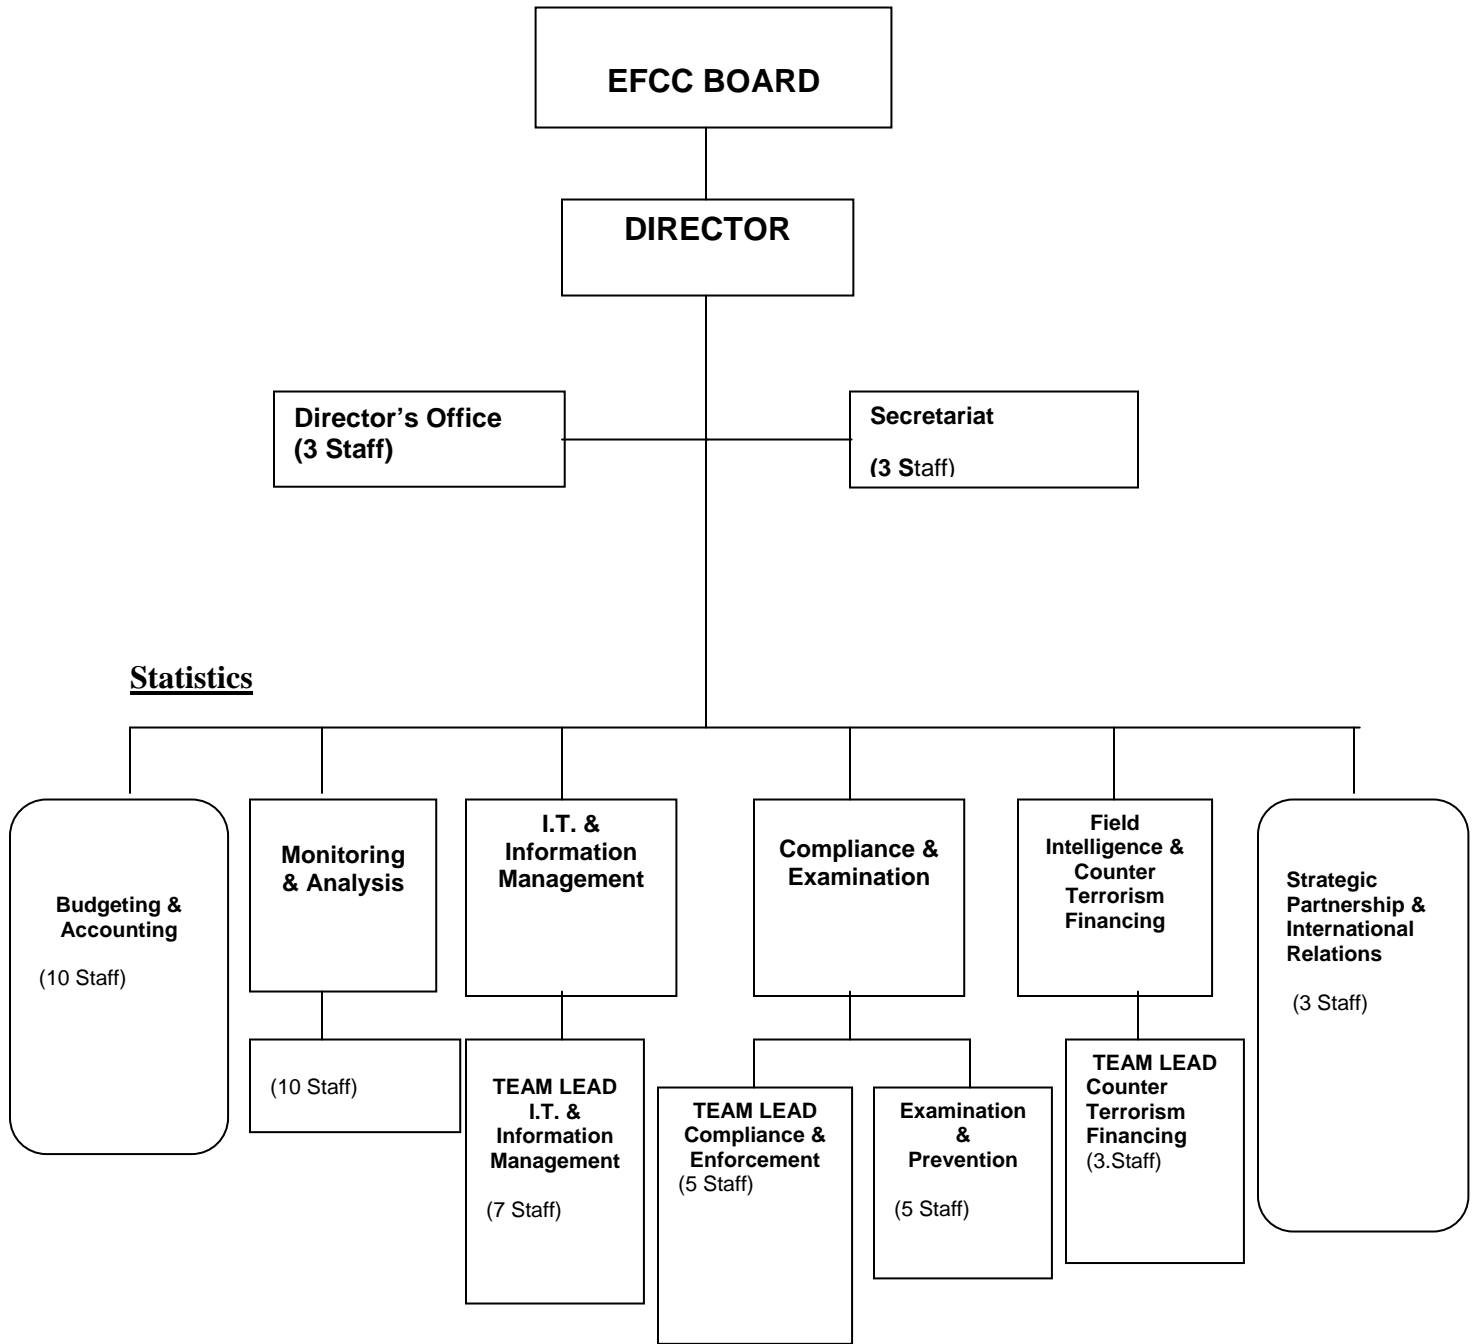 EFCC BOARD
DIRECTOR
Director’s Office
(3 Staff)
Secretariat
(3 Staff)
Statistics
Budgeting &
Accounting
(10 Staff)
Monitoring
& Analysis
(10 Staff)
I.T. &
Information
Management
TEAM LEAD
I.T. &
Information
Management
(7 Staff)
Compliance &
Examination
TEAM LEAD
Compliance &
Enforcement
(5 Staff)
Examination
&
Prevention
(5 Staff)
Field
Intelligence &
Counter
Terrorism
Financing
TEAM LEAD
Counter
Terrorism
Financing
(3.Staff)
Strategic
Partnership &
International
Relations
(3 Staff)